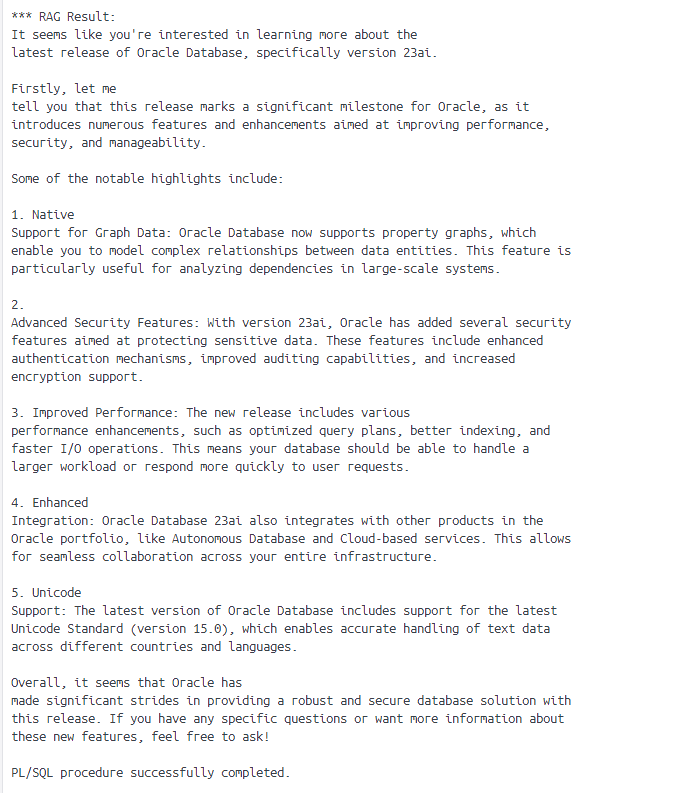 *** RAG Result:
It seems like you're interested in learning more about the
latest release of Oracle Database, specifically version 23ai.
Firstly, let me
tell you that this release marks a significant milestone for Oracle, as it
introduces numerous features and enhancements aimed at improving performance,
security, and manageability.
Some of the notable highlights include:
1. Native
Support for Graph Data: Oracle Database now supports property graphs, which
enable you to model complex relationships between data entities. This feature is
particularly useful for analyzing dependencies in large-scale systems.
2.
Advanced Security Features: With version 23ai, Oracle has added several security
features aimed at protecting sensitive data. These features include enhanced
authentication mechanisms, improved auditing capabilities, and increased
encryption support.
3. Improved Performance: The new release includes various
performance enhancements, such as optimized query plans, better indexing, and
faster I/O operations. This means your database should be able to handle a
larger workload or respond more quickly to user requests.
4. Enhanced
Integration: Oracle Database 23ai also integrates with other products in the
Oracle portfolio, like Autonomous Database and Cloud-based services. This allows
for seamless collaboration across your entire infrastructure.
5. Unicode
Support: The latest version of Oracle Database includes support for the latest
Unicode Standard (version 15.0), which enables accurate handling of text data
across different countries and languages.
Overall, it seems that Oracle has
made significant strides in providing a robust and secure database solution with
this release. If you have any specific questions or want more information about
these new features, feel free to ask!
PL/SQL procedure successfully completed.